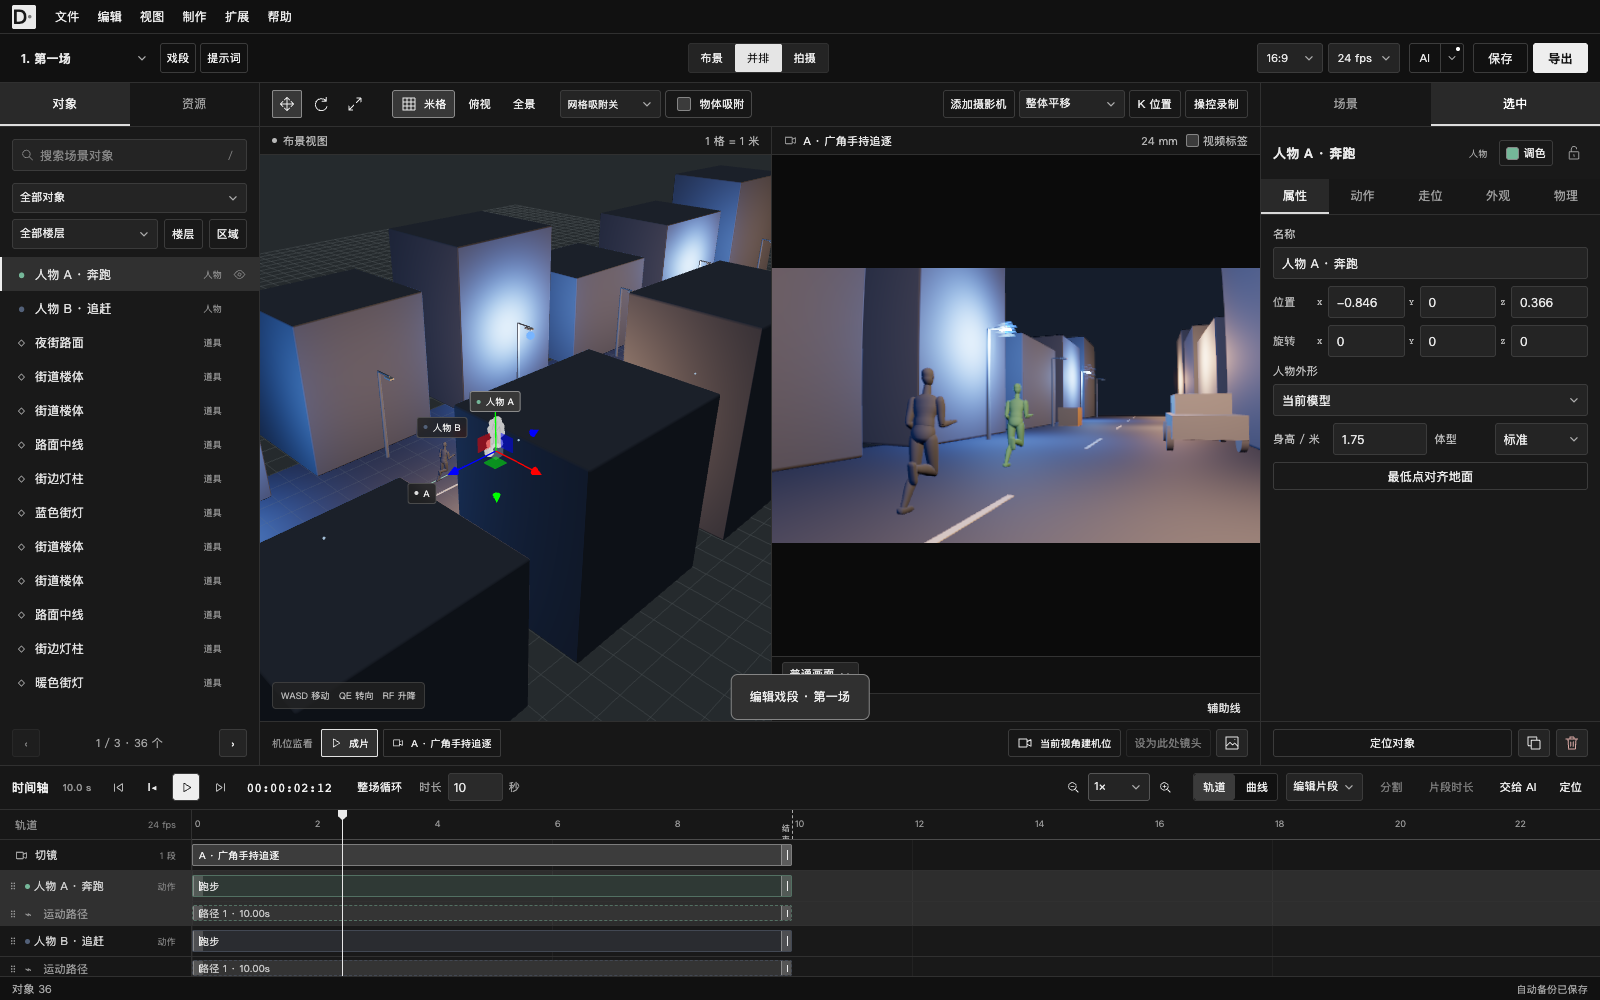 D
文件 编辑 视图 制作 扩展 帮助
1. 第一场 戏段 提示词 布景 并排 拍摄 16:9 24 fps AI 保存 导出
对象 资源 米格 俯视 全景 网格吸附关 物体吸附 添加摄影机 整体平移 K 位置 操控录制 场景 选中
搜索场景对象 /
布景视图 1 格 = 1 米
A · 广角手持追逐 24 mm 视频标签
人物 A · 奔跑 人物 调色
全部对象
全部楼层 楼层 区域
属性 动作 走位 外观 物理
人物 A · 奔跑 人物
人物 B · 追赶 人物
夜街路面 道具
街道楼体 道具
街道楼体 道具
路面中线 道具
街边灯柱 道具
蓝色街灯 道具
街道楼体 道具
街道楼体 道具
路面中线 道具
街边灯柱 道具
暖色街灯 道具
‹ 1 / 3 · 36 个 ›
人物 A
人物 B
A
WASD 移动 QE 转向 RF 升降
普通画面
编辑戏段 · 第一场
辅助线
名称
人物 A · 奔跑
位置 X −0.846 Y 0 Z 0.366
旋转 X 0 Y 0 Z 0
人物外形
当前模型
身高 / 米 1.75 体型 标准
最低点对齐地面
机位监看 成片 A · 广角手持追逐 当前视角建机位 设为此处镜头 定位对象
时间轴 10.0 s 00:00:02:12 整场循环 时长 10 秒 1× 轨道 曲线 编辑片段 分割 片段时长 交给 AI 定位
轨道 24 fps 0 2 4 6 8 结束 10 12 14 16 18 20 22
切镜 1 段 A · 广角手持追逐
人物 A · 奔跑 动作 跑步
运动路径 路径 1 · 10.00s
人物 B · 追赶 动作 跑步
运动路径 路径 1 · 10.00s
对象 36 自动备份已保存